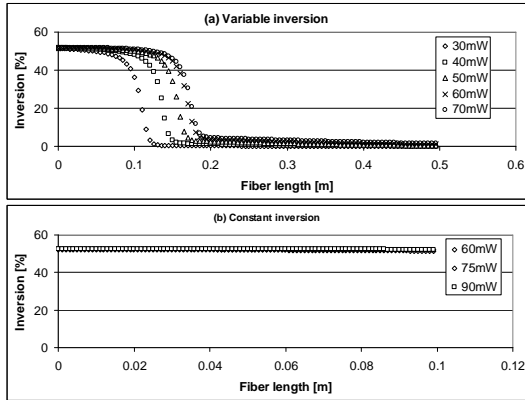 (a) Variable inversion
60
40
20
0
Inversion [%]
30mW
40mW
50mW
60mW
70mW
0 0.1 0.2 0.3 0.4 0.5 0.6
Fiber length [m]
(b) Constant inversion
60
40
20
0
Inversion [%]
60mW
75mW
90mW
0 0.02 0.04 0.06 0.08 0.1 0.12
Fiber length [m]